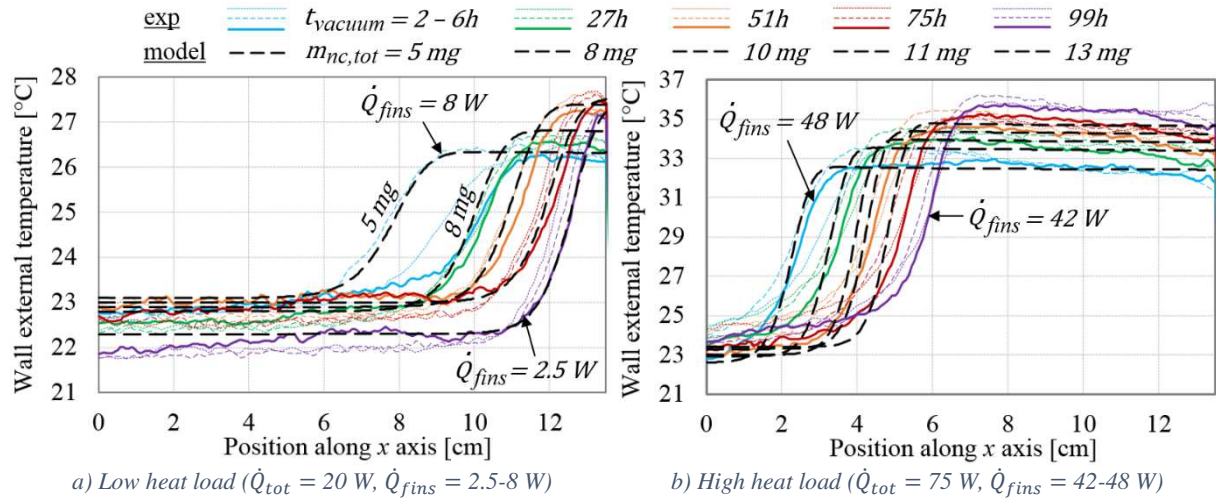 exp t_vacuum = 2 – 6h 27h 51h 75h 99h
model m_nc,tot = 5 mg 8 mg 10 mg 11 mg 13 mg
Wall external temperature [°C]
28
27
26
25
24
23
22
21
Q̇_fins = 8 W
5 mg
8 mg
Q̇_fins = 2.5 W
0 2 4 6 8 10 12
Position along x axis [cm]
a) Low heat load (Q̇_tot = 20 W, Q̇_fins = 2.5-8 W)
Wall external temperature [°C]
37
35
33
31
29
27
25
23
21
Q̇_fins = 48 W
Q̇_fins = 42 W
0 2 4 6 8 10 12
Position along x axis [cm]
b) High heat load (Q̇_tot = 75 W, Q̇_fins = 42-48 W)